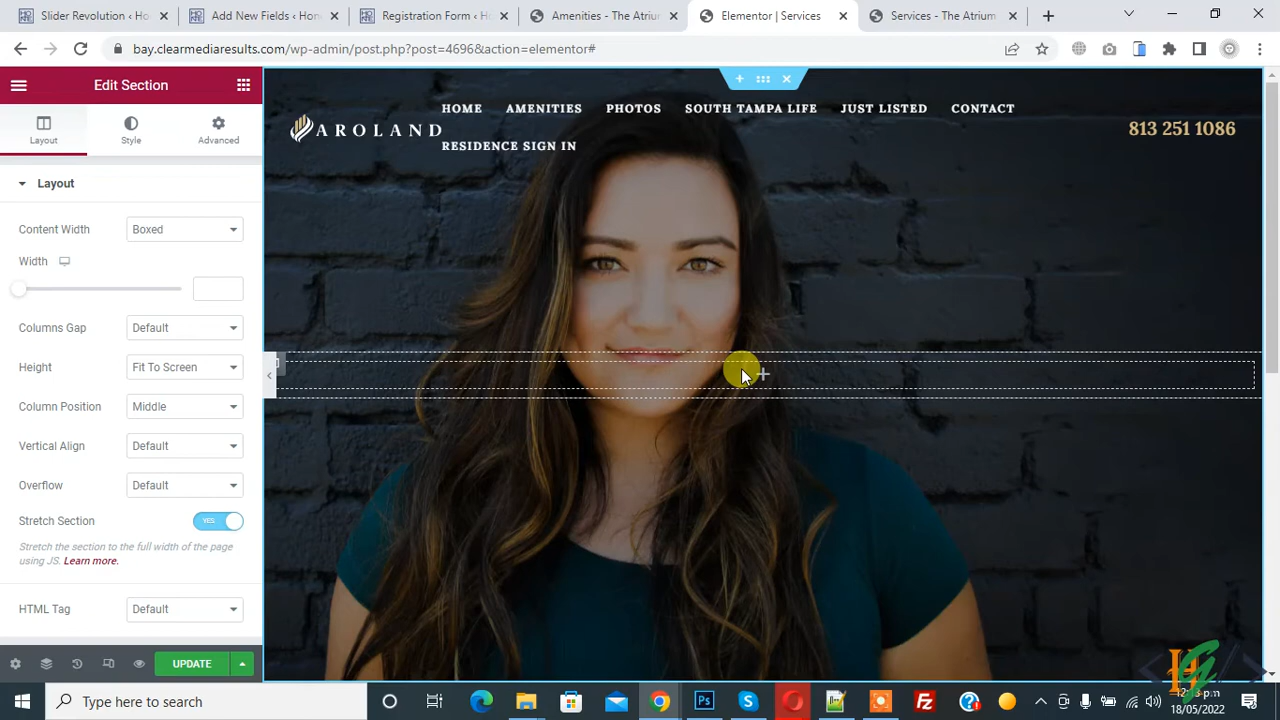 Slider Revolution ‹ Hom
Add New Fields ‹ Home
Registration Form ‹ Ho
Amenities - The Atrium
Elementor | Services
Services - The Atrium
bay.clearmediaresults.com/wp-admin/post.php?post=4696&action=elementor#
Edit Section
Layout
Style
Advanced
Layout
Content Width
Boxed
Width
Columns Gap
Default
Height
Fit To Screen
Column Position
Middle
Vertical Align
Default
Overflow
Default
Stretch Section
YES
Stretch the section to the full width of the page
using JS. Learn more.
HTML Tag
Default
UPDATE
AROLAND
HOME
AMENITIES
PHOTOS
SOUTH TAMPA LIFE
JUST LISTED
CONTACT
RESIDENCE SIGN IN
813 251 1086
Type here to search
18/05/2022